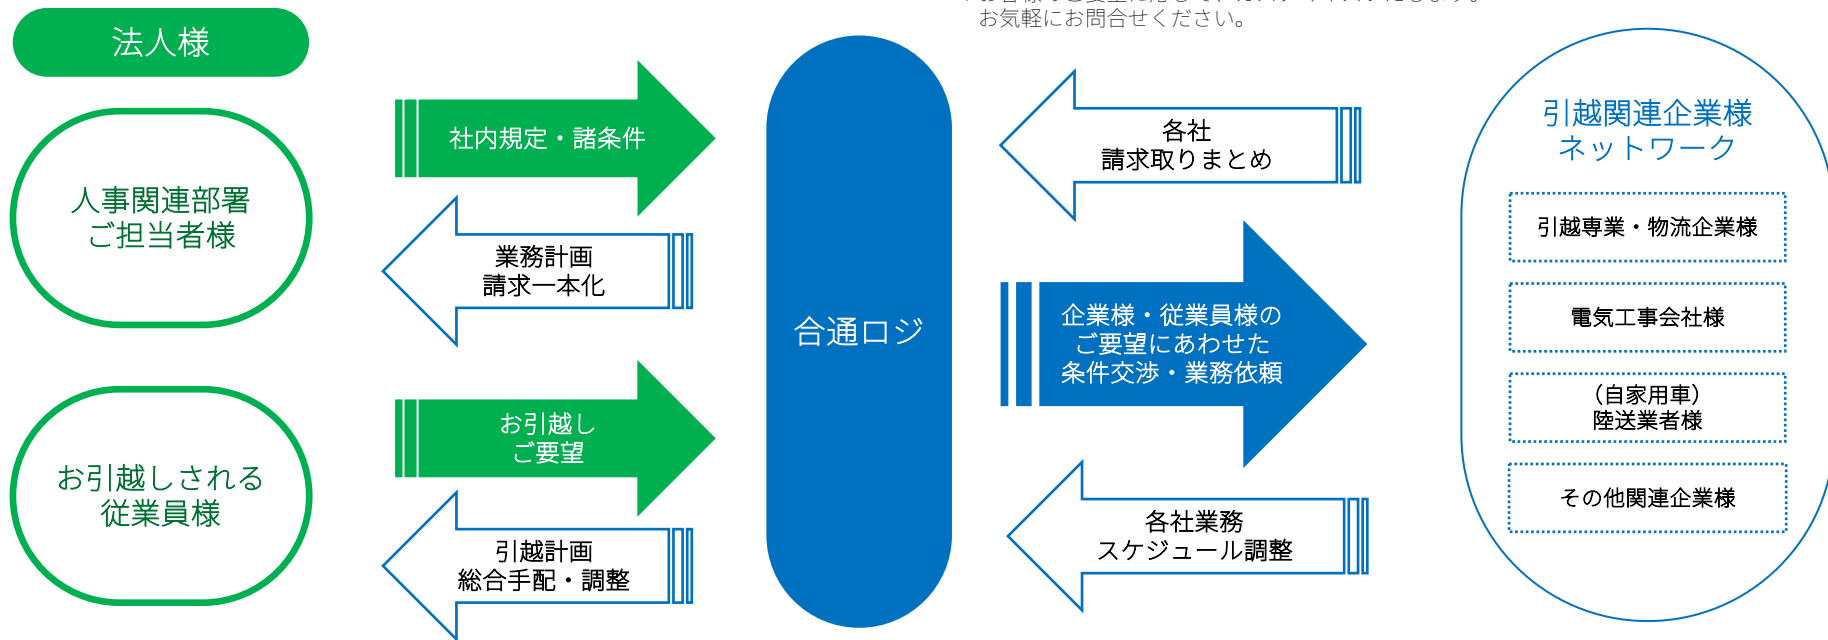 お気軽にお問合せください。
法人様
人事関連部署
ご担当者様
お引越しされる
従業員様
社内規定・諸条件
業務計画
請求一本化
お引越し
ご要望
引越計画
総合手配・調整
合通ロジ
各社
請求取りまとめ
企業様・従業員様の
ご要望にあわせた
条件交渉・業務依頼
各社業務
スケジュール調整
引越関連企業様
ネットワーク
引越専業・物流企業様
電気工事会社様
（自家用車）
陸送業者様
その他関連企業様